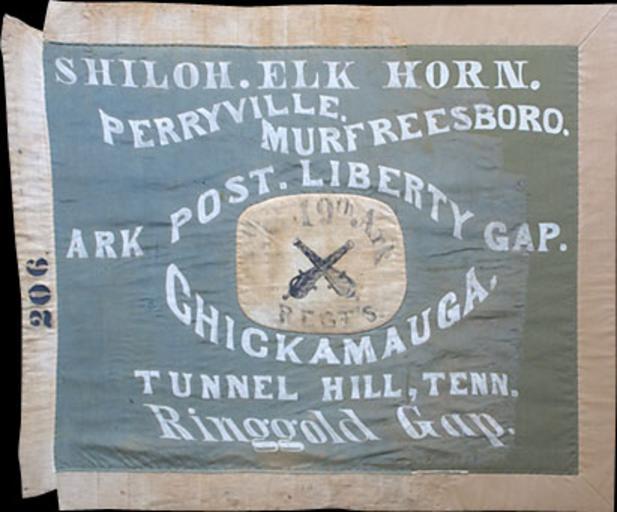 SHILOH. ELK HORN.
PERRYVILLE.
MURFREESBORO.
ARK POST. LIBERTY GAP.
19th. Ark
REGT'S.
CHICKAMAUGA,
TUNNEL HILL, TENN.
Ringgold Gap.
206